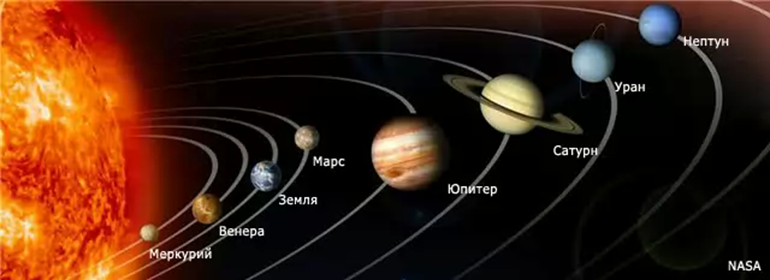 Нептун
Уран
Сатурн
Марс
Юпитер
Земля
Венера
Меркурий
NASA